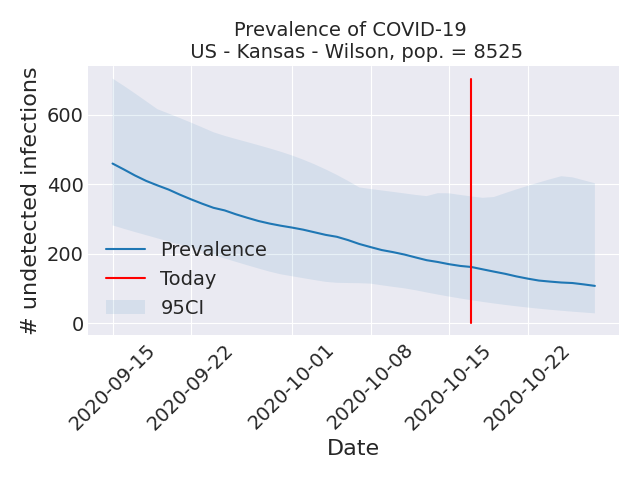 Prevalence of COVID-19
US - Kansas - Wilson, pop. = 8525
# undetected infections
600
400
200
0
Prevalence
Today
95CI
2020-09-15
2020-09-22
2020-10-01
2020-10-08
2020-10-15
2020-10-22
Date